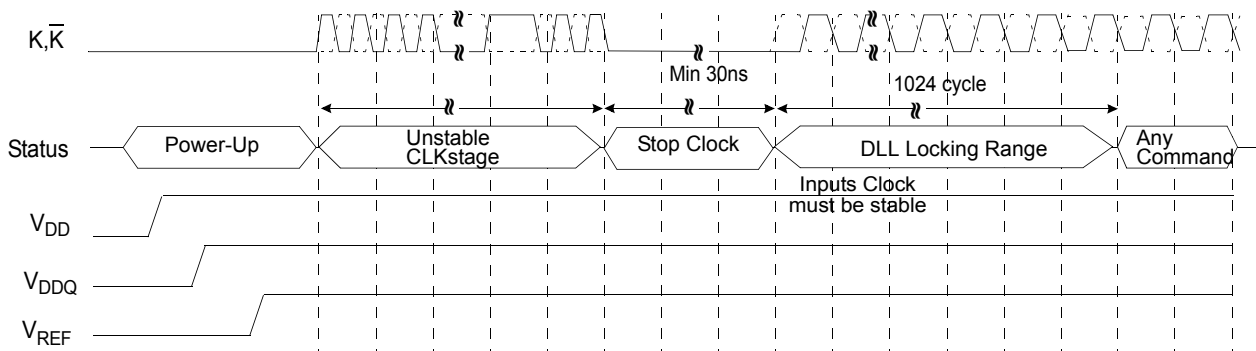 K,K̅
Min 30ns
1024 cycle
Status
Power-Up
Unstable
CLKstage
Stop Clock
DLL Locking Range
Any
Command
Inputs Clock
must be stable
VDD
VDDQ
VREF